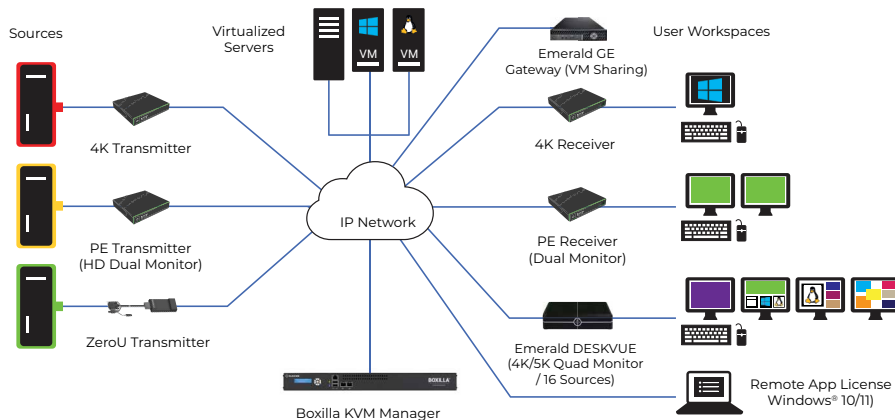 Sources
Virtualized
Servers
VM
VM
Emerald GE
Gateway (VM Sharing)
User Workspaces
4K Transmitter
4K Receiver
IP Network
PE Transmitter
(HD Dual Monitor)
PE Receiver
(Dual Monitor)
ZeroU Transmitter
Emerald DESKVUE
(4K/5K Quad Monitor
/ 16 Sources)
BOXILLA
Boxilla KVM Manager
Remote App License
Windows® 10/11)